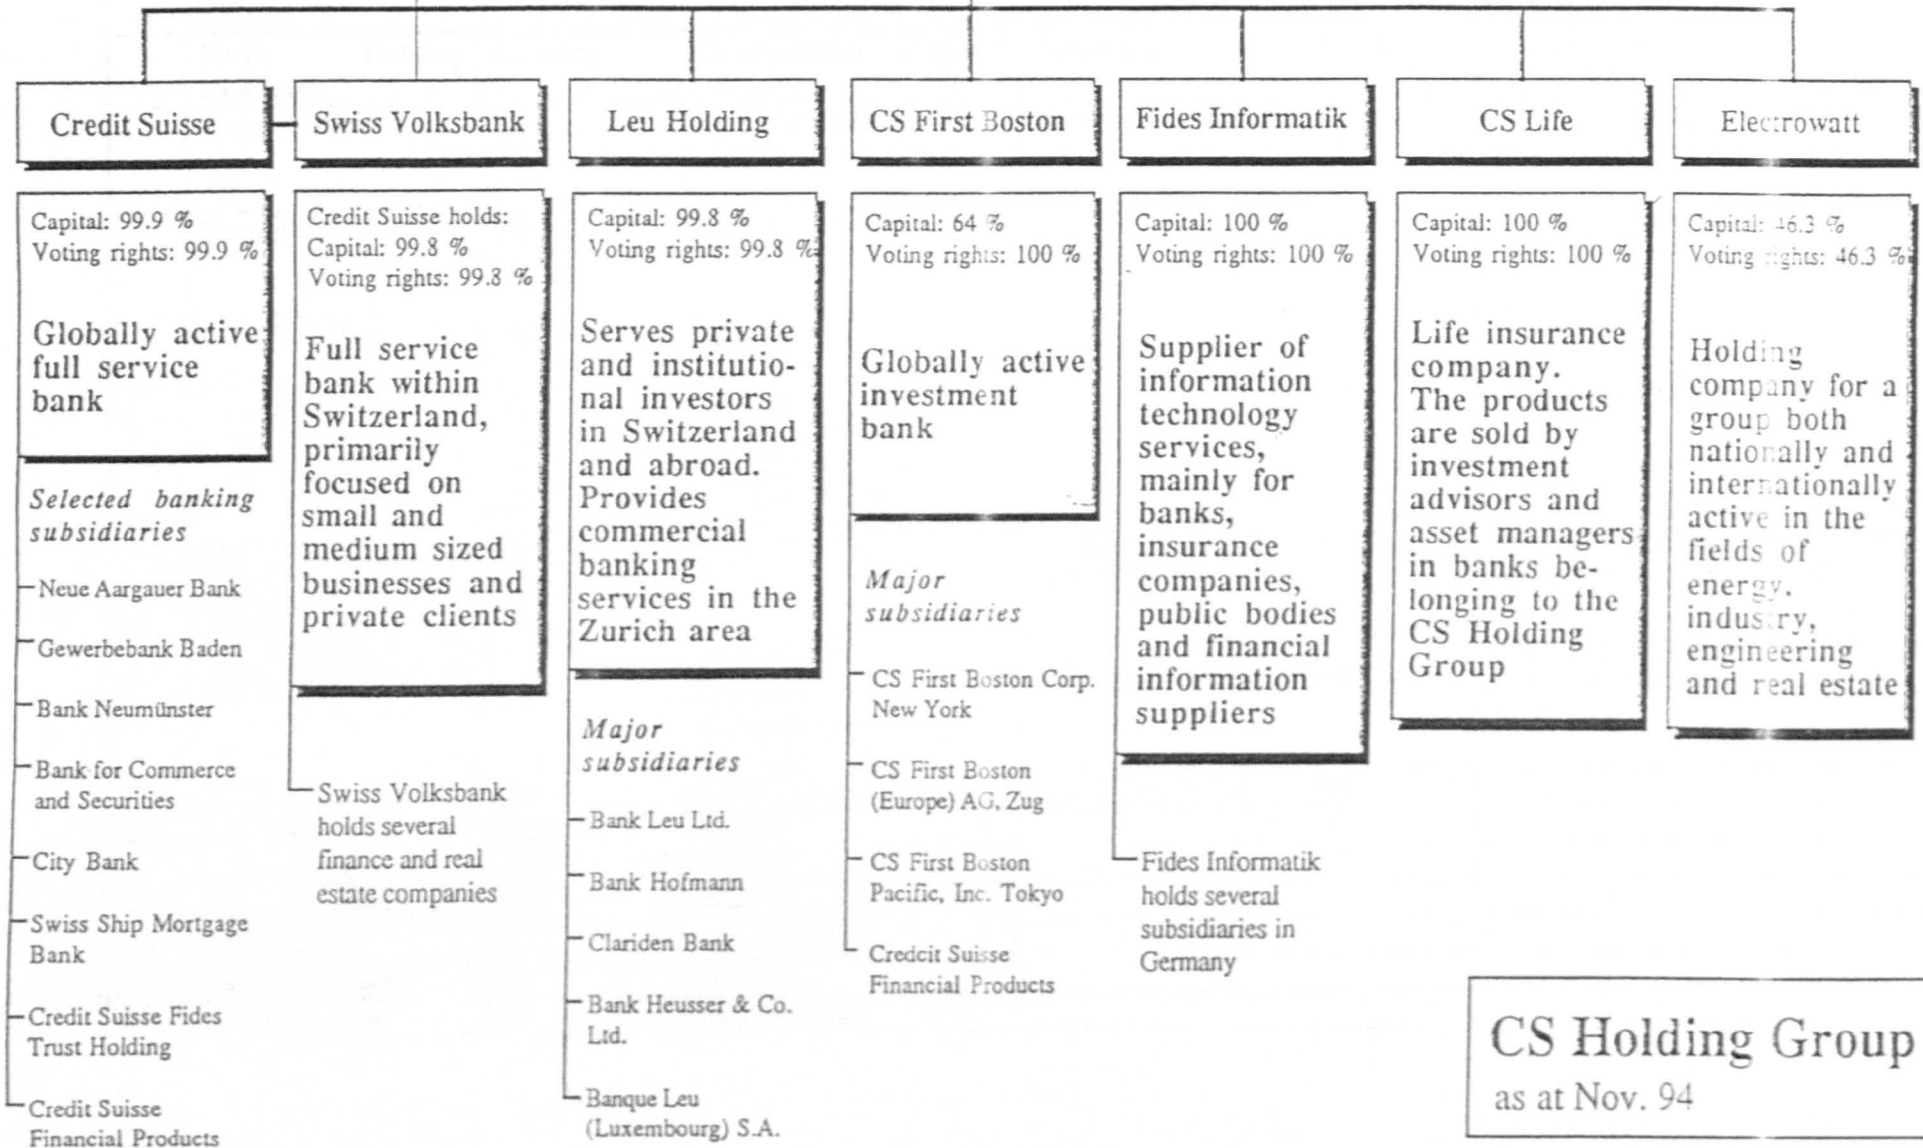 Credit Suisse
Swiss Volksbank
Leu Holding
CS First Boston
Fides Informatik
CS Life
Electrowatt
Capital: 99.9 %
Voting rights: 99.9 %
Globally active
full service
bank
Selected banking
subsidiaries
Neue Aargauer Bank
Gewerbebank Baden
Bank Neumünster
Bank for Commerce
and Securities
City Bank
Swiss Ship Mortgage
Bank
Credit Suisse Fides
Trust Holding
Credit Suisse
Financial Products
Credit Suisse holds:
Capital: 99.8 %
Voting rights: 99.8 %
Full service
bank within
Switzerland,
primarily
focused on
small and
medium sized
businesses and
private clients
Swiss Volksbank
holds several
finance and real
estate companies
Capital: 99.8 %
Voting rights: 99.8 %
Serves private
and institutio-
nal investors
in Switzerland
and abroad.
Provides
commercial
banking
services in the
Zurich area
Major
subsidiaries
Bank Leu Ltd.
Bank Hofmann
Clariden Bank
Bank Heusser & Co.
Ltd.
Banque Leu
(Luxembourg) S.A.
Capital: 64 %
Voting rights: 100 %
Globally active
investment
bank
Major
subsidiaries
CS First Boston Corp.
New York
CS First Boston
(Europe) AG, Zug
CS First Boston
Pacific, Inc. Tokyo
Credcit Suisse
Financial Products
Capital: 100 %
Voting rights: 100 %
Supplier of
information
technology
services,
mainly for
banks,
insurance
companies,
public bodies
and financial
information
suppliers
Fides Informatik
holds several
subsidiaries in
Germany
Capital: 100 %
Voting rights: 100 %
Life insurance
company.
The products
are sold by
investment
advisors and
asset managers
in banks be-
longing to the
CS Holding
Group
Capital: 46.3 %
Voting rights: 46.3 %
Holding
company for a
group both
nationally and
internationally
active in the
fields of
energy,
industry,
engineering
and real estate
CS Holding Group
as at Nov. 94